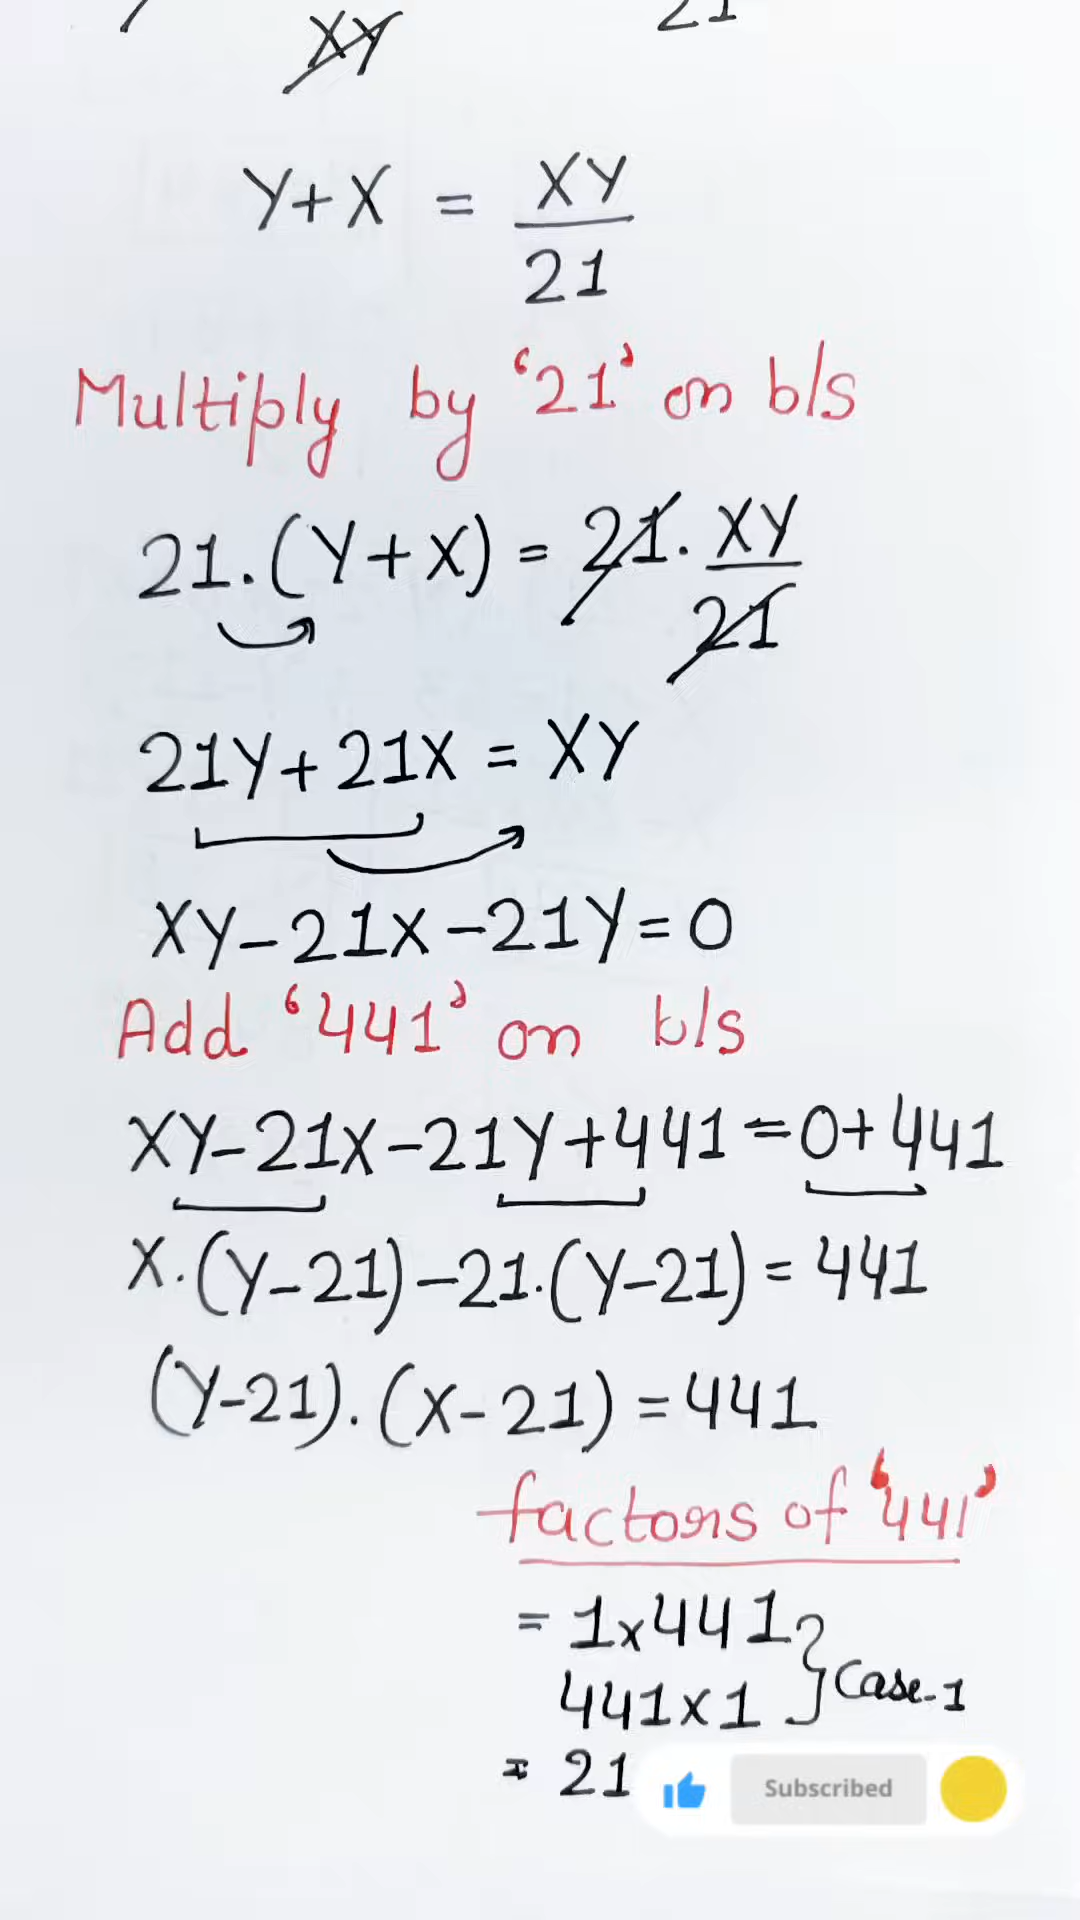 XY
21
Y+X = XY
21
Multiply by '21' on b/s
21.(Y+X) = 21. XY
21
21Y+21X = XY
XY-21X-21Y=0
Add '441' on b/s
XY-21X-21Y+441=0+441
X.(Y-21)-21.(Y-21)=441
(Y-21).(X-21)=441
factors of '441'
= 1x441
441x1 } Case-1
= 21
Subscribed